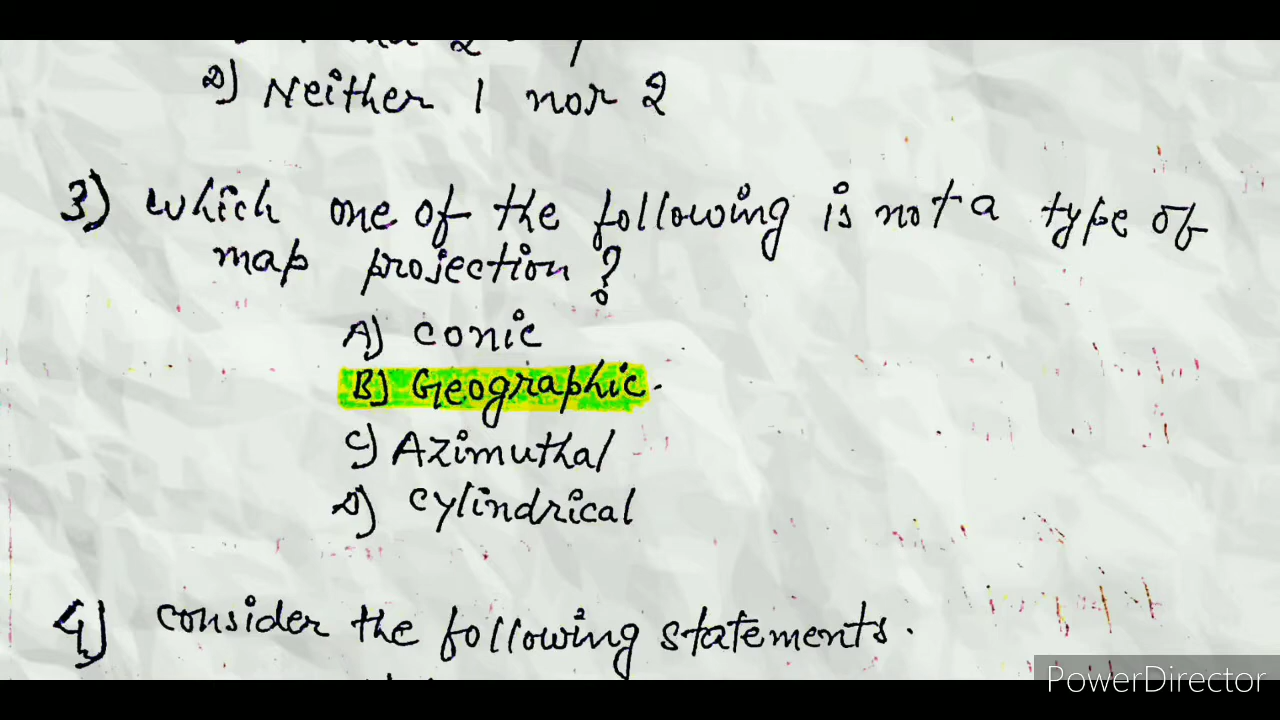 2
D) Neither 1 nor 2
3) which one of the following is not a type of
map projection?
A) conic
B) Geographic.
C) Azimuthal
D) cylindrical
4) consider the following statements.
PowerDirector